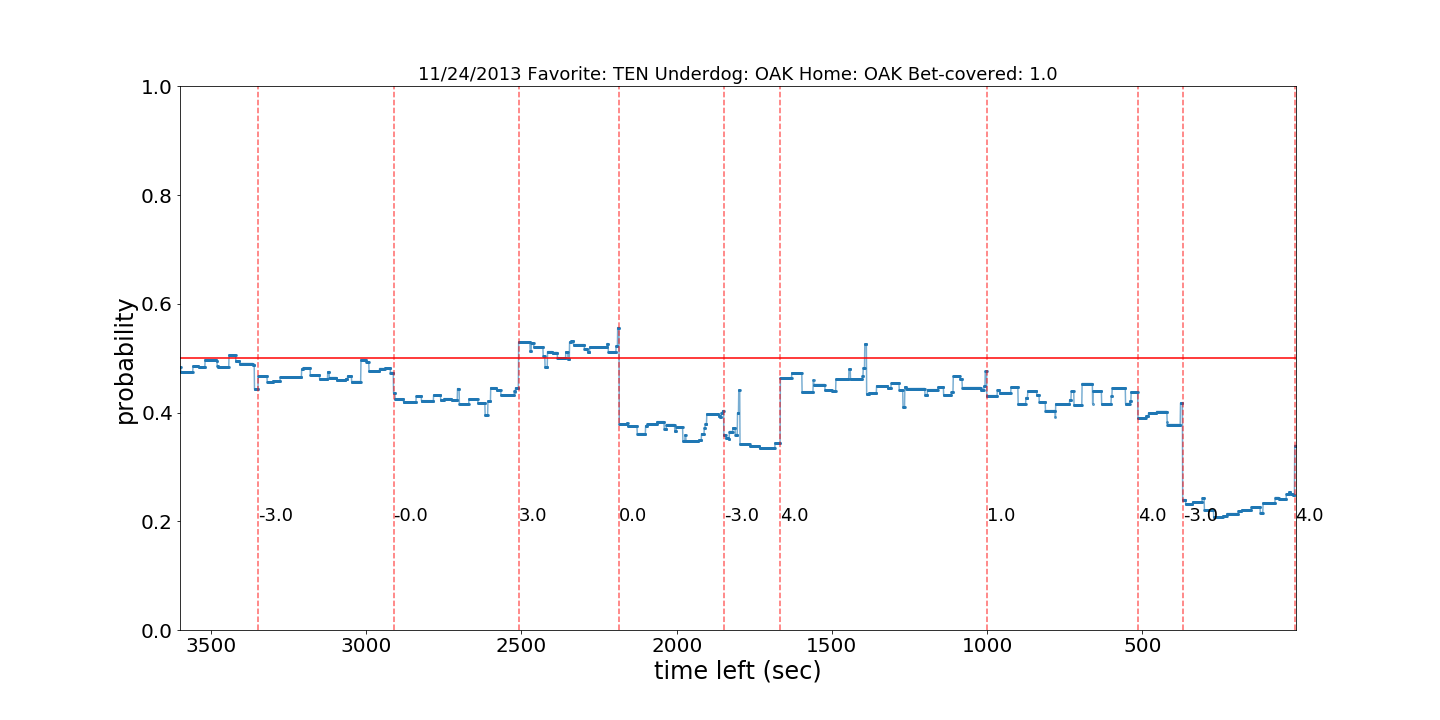 11/24/2013 Favorite: TEN Underdog: OAK Home: OAK Bet-covered: 1.0
probability
1.0
0.8
0.6
0.4
0.2
0.0
-3.0 -0.0 3.0 0.0 -3.0 4.0 1.0 4.0 -3.0 4.0
3500 3000 2500 2000 1500 1000 500
time left (sec)